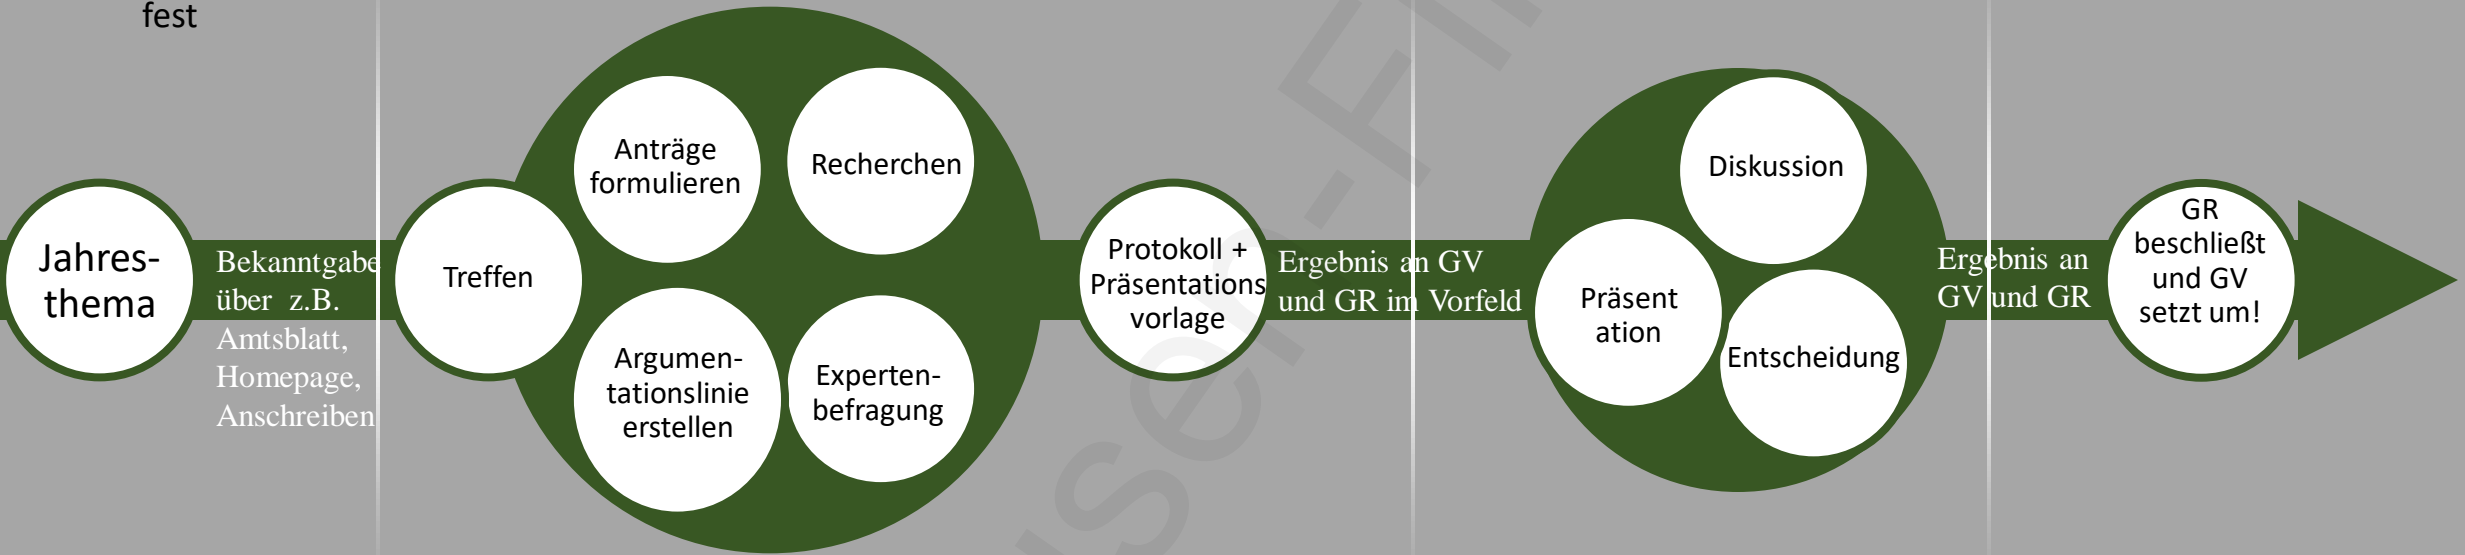 fest
Jahres-
thema
Bekanntgabe
über z.B.
Amtsblatt,
Homepage,
Anschreiben
Treffen
Anträge
formulieren
Recherchen
Argumen-
tationslinie
erstellen
Experten-
befragung
Protokoll +
Präsentations
vorlage
Ergebnis an GV
und GR im Vorfeld
Diskussion
Präsent
ation
Entscheidung
Ergebnis an
GV und GR
GR
beschließt
und GV
setzt um!